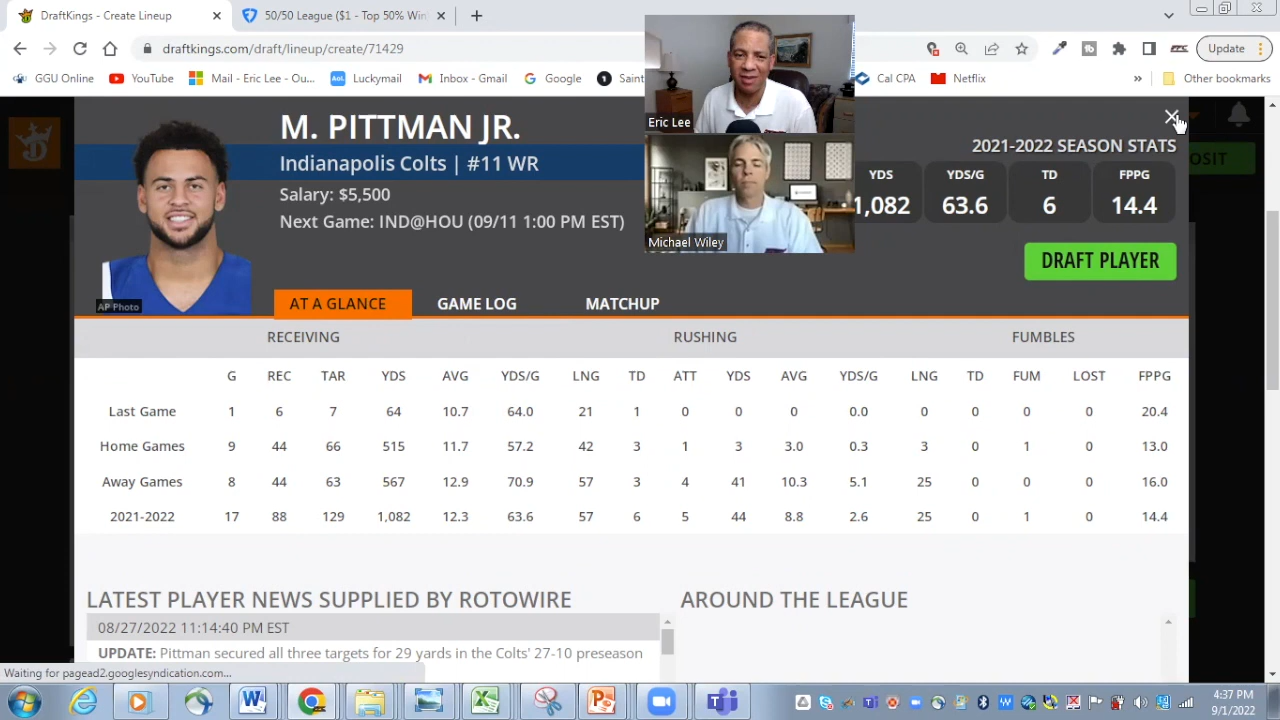 DraftKings - Create Lineup
50/50 League ($1 - Top 50% Win
draftkings.com/draft/lineup/create/71429
Update
GGU Online
YouTube
Mail - Eric Lee - Ou...
Aol.
Luckymail
Inbox - Gmail
Google
Saint
Cal CPA
Netflix
»
Other bookmarks
M. PITTMAN JR.
Indianapolis Colts | #11 WR
Salary: $5,500
Next Game: IND@HOU (09/11 1:00 PM EST)
AP Photo
Eric Lee
Michael Wiley
2021-2022 SEASON STATS
YDS YDS/G TD FPPG
1,082 63.6 6 14.4
OSIT
DRAFT PLAYER
AT A GLANCE GAME LOG MATCHUP
RECEIVING RUSHING FUMBLES
G REC TAR YDS AVG YDS/G LNG TD ATT YDS AVG YDS/G LNG TD FUM LOST FPPG
Last Game 1 6 7 64 10.7 64.0 21 1 0 0 0 0.0 0 0 0 0 20.4
Home Games 9 44 66 515 11.7 57.2 42 3 1 3 3.0 0.3 3 0 1 0 13.0
Away Games 8 44 63 567 12.9 70.9 57 3 4 41 10.3 5.1 25 0 0 0 16.0
2021-2022 17 88 129 1,082 12.3 63.6 57 6 5 44 8.8 2.6 25 0 1 0 14.4
LATEST PLAYER NEWS SUPPLIED BY ROTOWIRE
AROUND THE LEAGUE
08/27/2022 11:14:40 PM EST
UPDATE: Pittman secured all three targets for 29 yards in the Colts' 27-10 preseason
Waiting for pagead2.googlesyndication.com...
4:37 PM
9/1/2022